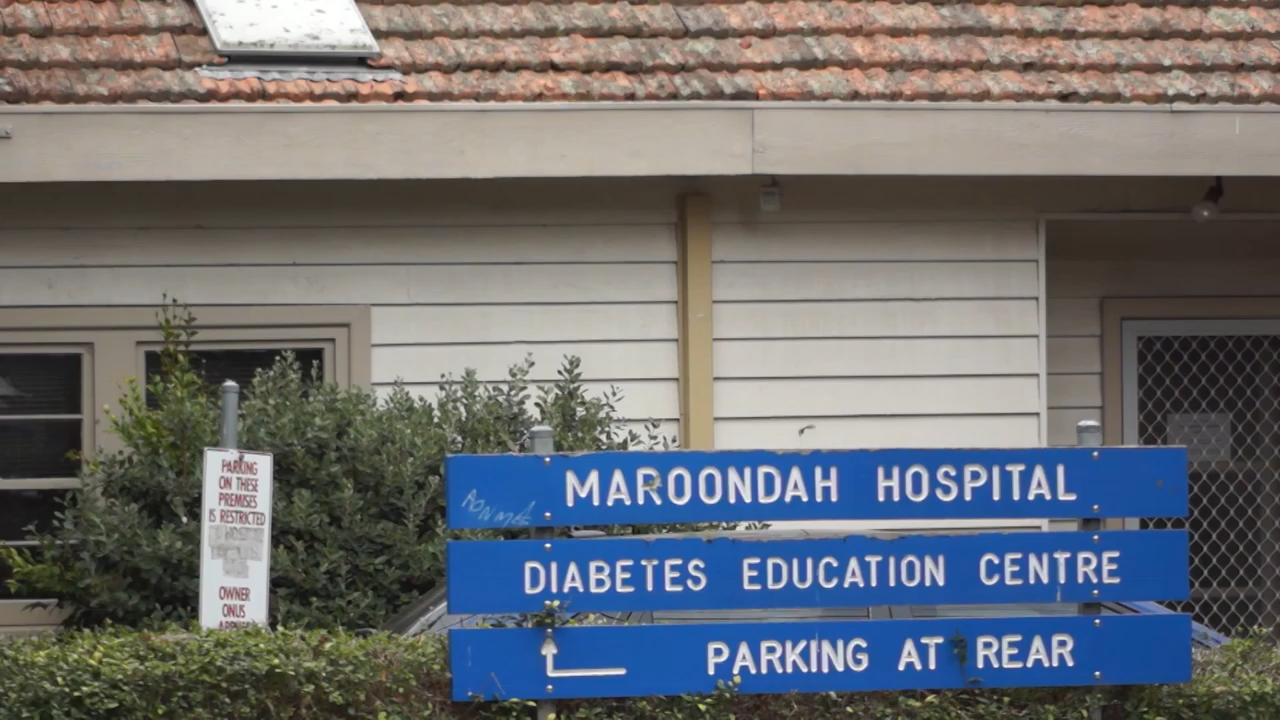 PARKING
ON THESE
PREMISES
IS RESTRICTED
OWNER
ONUS
MAROONDAH HOSPITAL
DIABETES EDUCATION CENTRE
PARKING AT REAR